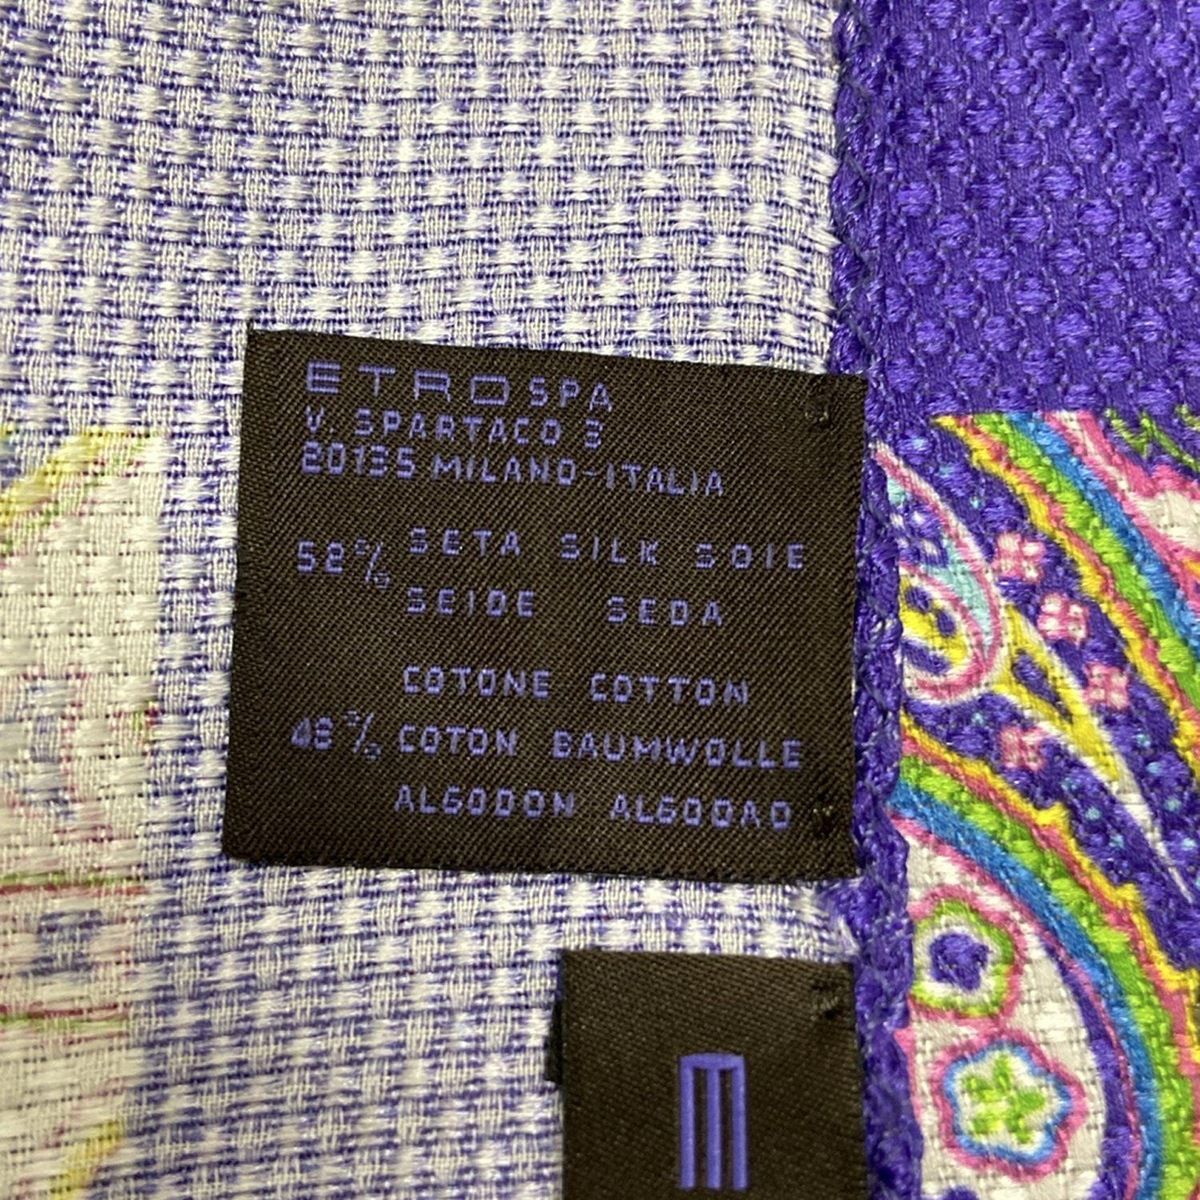 ETRO SPA
V. SPARTACO 3
20135 MILANO-ITALIA
52% SETA SILK SOIE
SEIDE SEDA
COTONE COTTON
48% COTON BAUMWOLLE
ALGODON ALGODAO